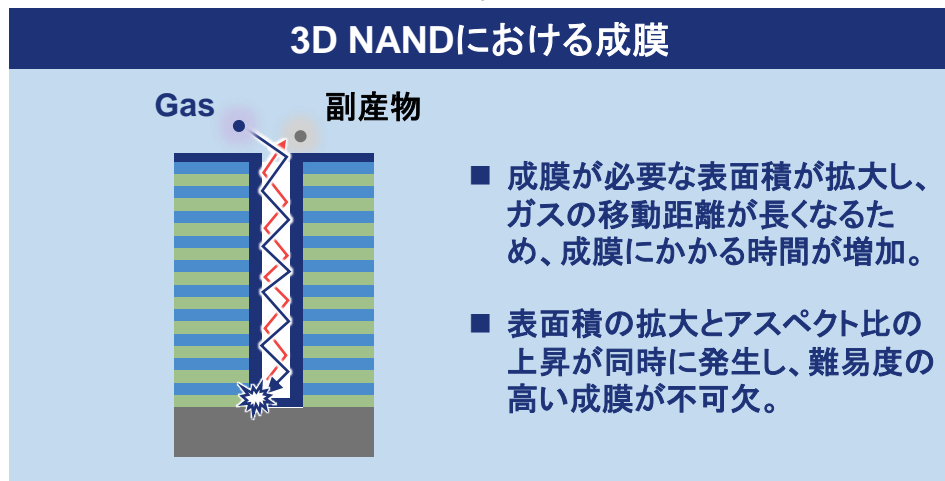 3D NANDにおける成膜
Gas
副産物
■ 成膜が必要な表面積が拡大し、
ガスの移動距離が長くなるた
め、成膜にかかる時間が増加。
■ 表面積の拡大とアスペクト比の
上昇が同時に発生し、難易度の
高い成膜が不可欠。